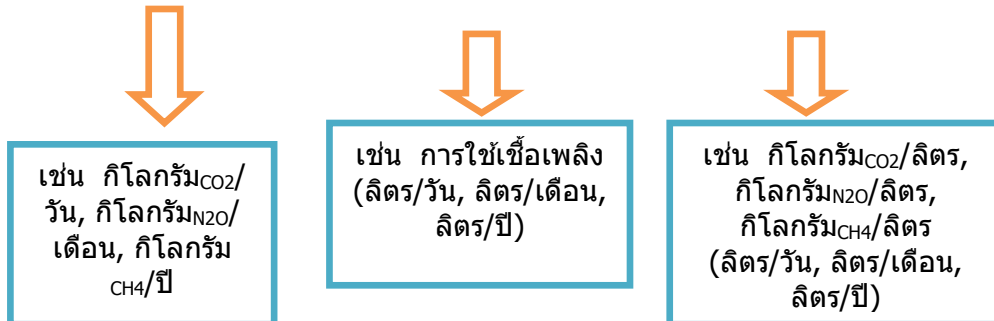 เช่น กิโลกรัมCO2/
วัน, กิโลกรัมN2O/
เดือน, กิโลกรัม
CH4/ปี
เช่น การใช้เชื้อเพลิง
(ลิตร/วัน, ลิตร/เดือน,
ลิตร/ปี)
เช่น กิโลกรัมCO2/ลิตร,
กิโลกรัมN2O/ลิตร,
กิโลกรัมCH4/ลิตร
(ลิตร/วัน, ลิตร/เดือน,
ลิตร/ปี)